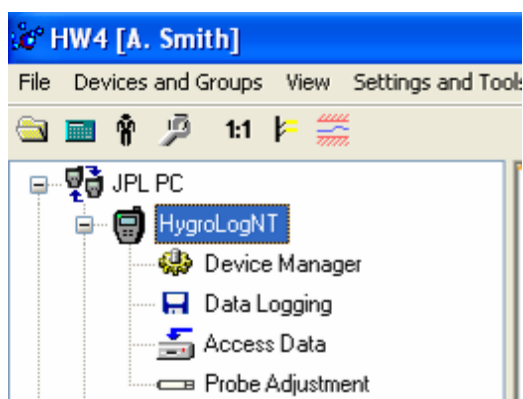 HW4 [A. Smith]
File Devices and Groups View Settings and Tools
1:1
JPL PC
HygroLogNT
Device Manager
Data Logging
Access Data
Probe Adjustment